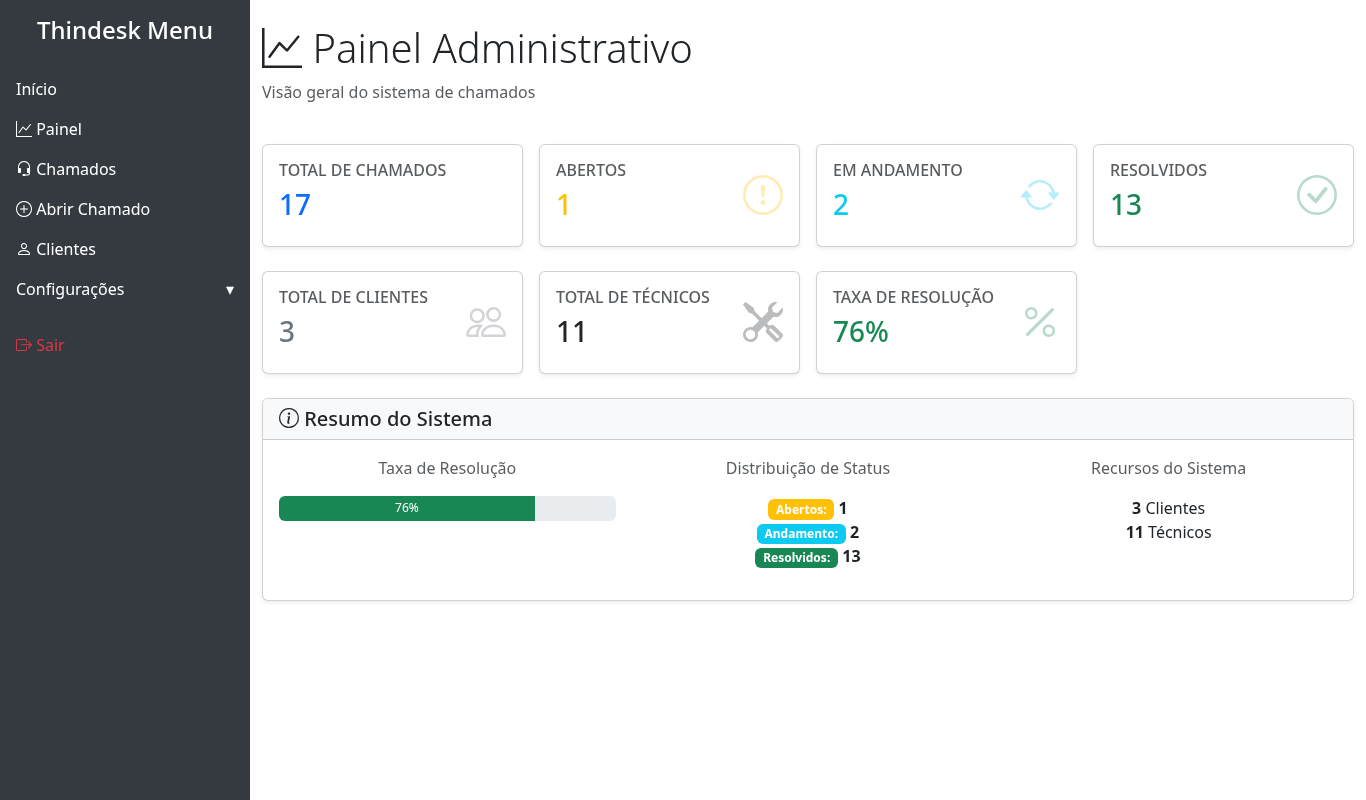 Thindesk Menu
Início
Painel
Chamados
Abrir Chamado
Clientes
Configurações ▾
Sair
Painel Administrativo
Visão geral do sistema de chamados
TOTAL DE CHAMADOS
17
ABERTOS
1
EM ANDAMENTO
2
RESOLVIDOS
13
TOTAL DE CLIENTES
3
TOTAL DE TÉCNICOS
11
TAXA DE RESOLUÇÃO
76%
Resumo do Sistema
Taxa de Resolução
76%
Distribuição de Status
Abertos: 1
Andamento: 2
Resolvidos: 13
Recursos do Sistema
3 Clientes
11 Técnicos